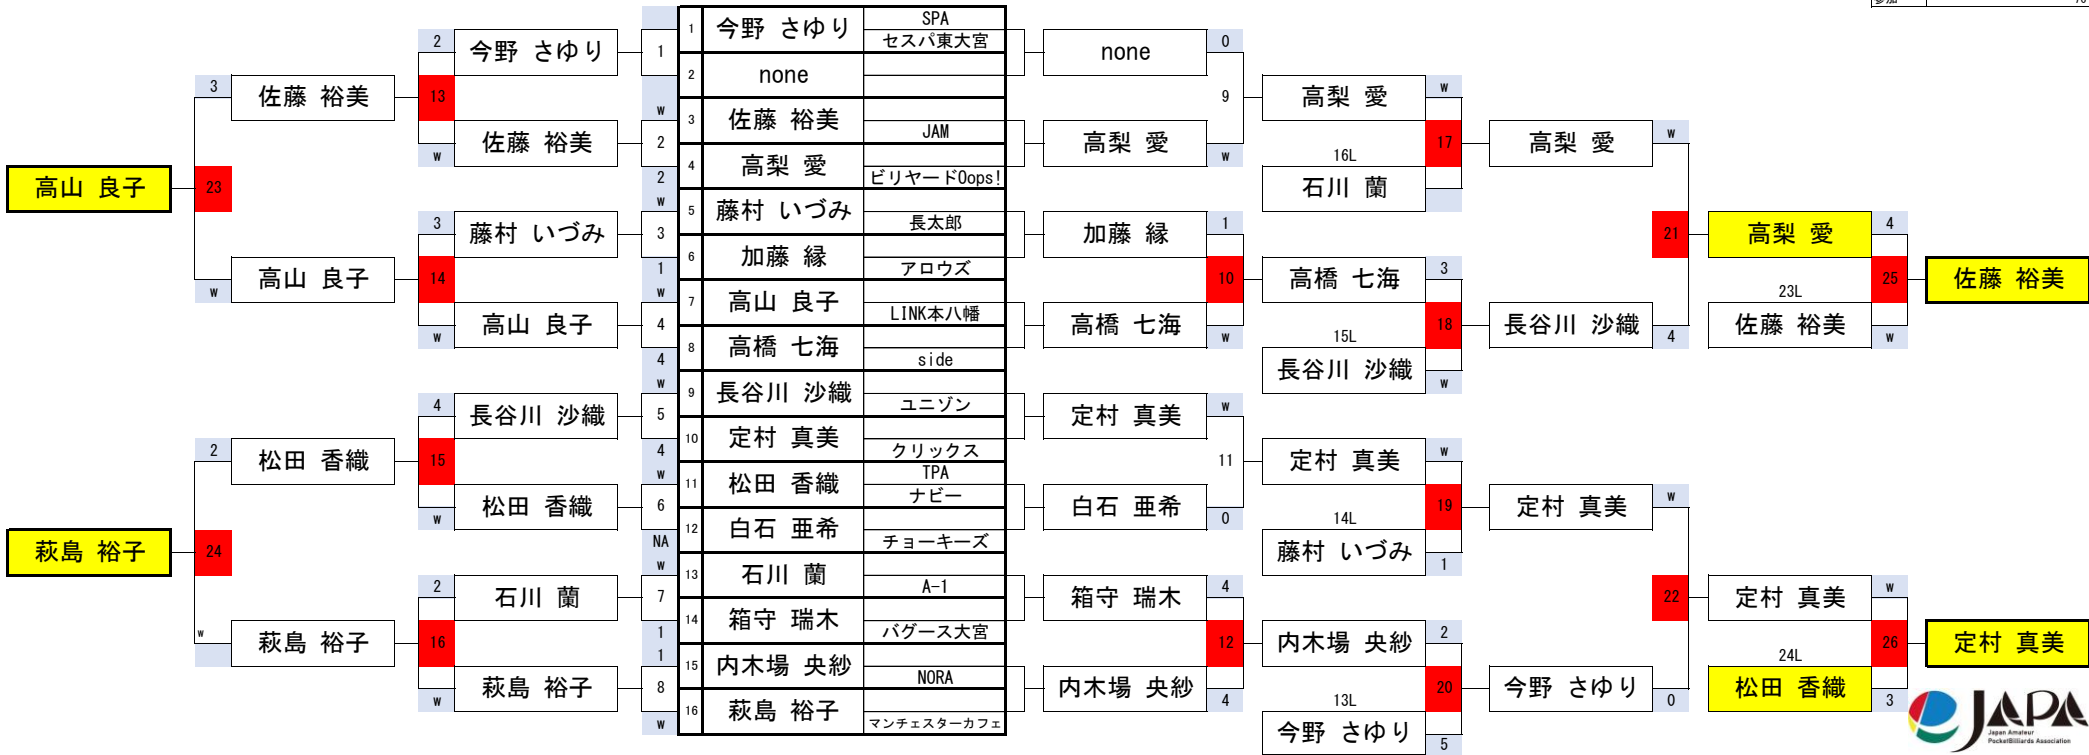 参加
1 今野 さゆり SPA
セスパ東大宮
2 none
3 佐藤 裕美 JAM
4 高梨 愛 ビリヤードOops!
5 藤村 いづみ 長太郎
6 加藤 縁 アロウズ
7 高山 良子 LINK本八幡
8 高橋 七海 side
9 長谷川 沙織 ユニゾン
10 定村 真美 クリックス
11 松田 香織 TPA
ナビー
12 白石 亜希 チョーキーズ
13 石川 蘭 A-1
14 箱守 瑞木 バグース大宮
15 内木場 央紗 NORA
16 萩島 裕子 マンチェスターカフェ
1
w
2
2
w
3
1
w
4
4
w
5
4
w
6
NA
w
7
1
1
8
w
2 今野 さゆり
13
佐藤 裕美
w
3 藤村 いづみ
14
高山 良子
w
4 長谷川 沙織
15
松田 香織
w
2 石川 蘭
16
萩島 裕子
w
3 佐藤 裕美
23
高山 良子
w
2 松田 香織
24
w
萩島 裕子
高山 良子
萩島 裕子
none 0
9
高梨 愛 w
加藤 縁 1
10
高橋 七海 w
定村 真美 w
11
白石 亜希 0
箱守 瑞木 4
12
内木場 央紗 4
高梨 愛 w
16L 17
石川 蘭
高橋 七海 3
15L 18
長谷川 沙織 w
定村 真美 w
14L 19
藤村 いづみ 1
内木場 央紗 2
13L 20
今野 さゆり 5
高梨 愛 w
21
長谷川 沙織 4
定村 真美 w
22
今野 さゆり 0
高梨 愛 4
23L 25
佐藤 裕美 w
定村 真美 w
24L 26
松田 香織 3
佐藤 裕美
定村 真美
JAPA
Japan Amateur
PocketBilliards Association